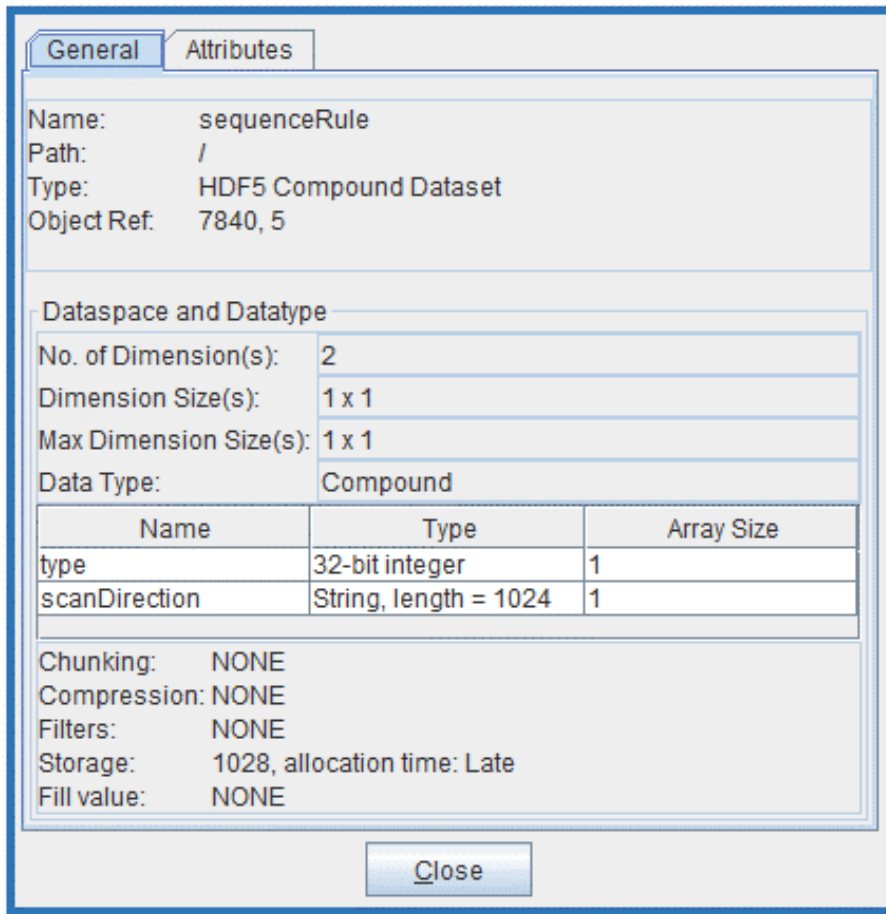 General Attributes
Name: sequenceRule
Path: /
Type: HDF5 Compound Dataset
Object Ref: 7840, 5
Dataspace and Datatype
No. of Dimension(s): 2
Dimension Size(s): 1 x 1
Max Dimension Size(s): 1 x 1
Data Type: Compound
Name Type Array Size
type 32-bit integer 1
scanDirection String, length = 1024 1
Chunking: NONE
Compression: NONE
Filters: NONE
Storage: 1028, allocation time: Late
Fill value: NONE
Close